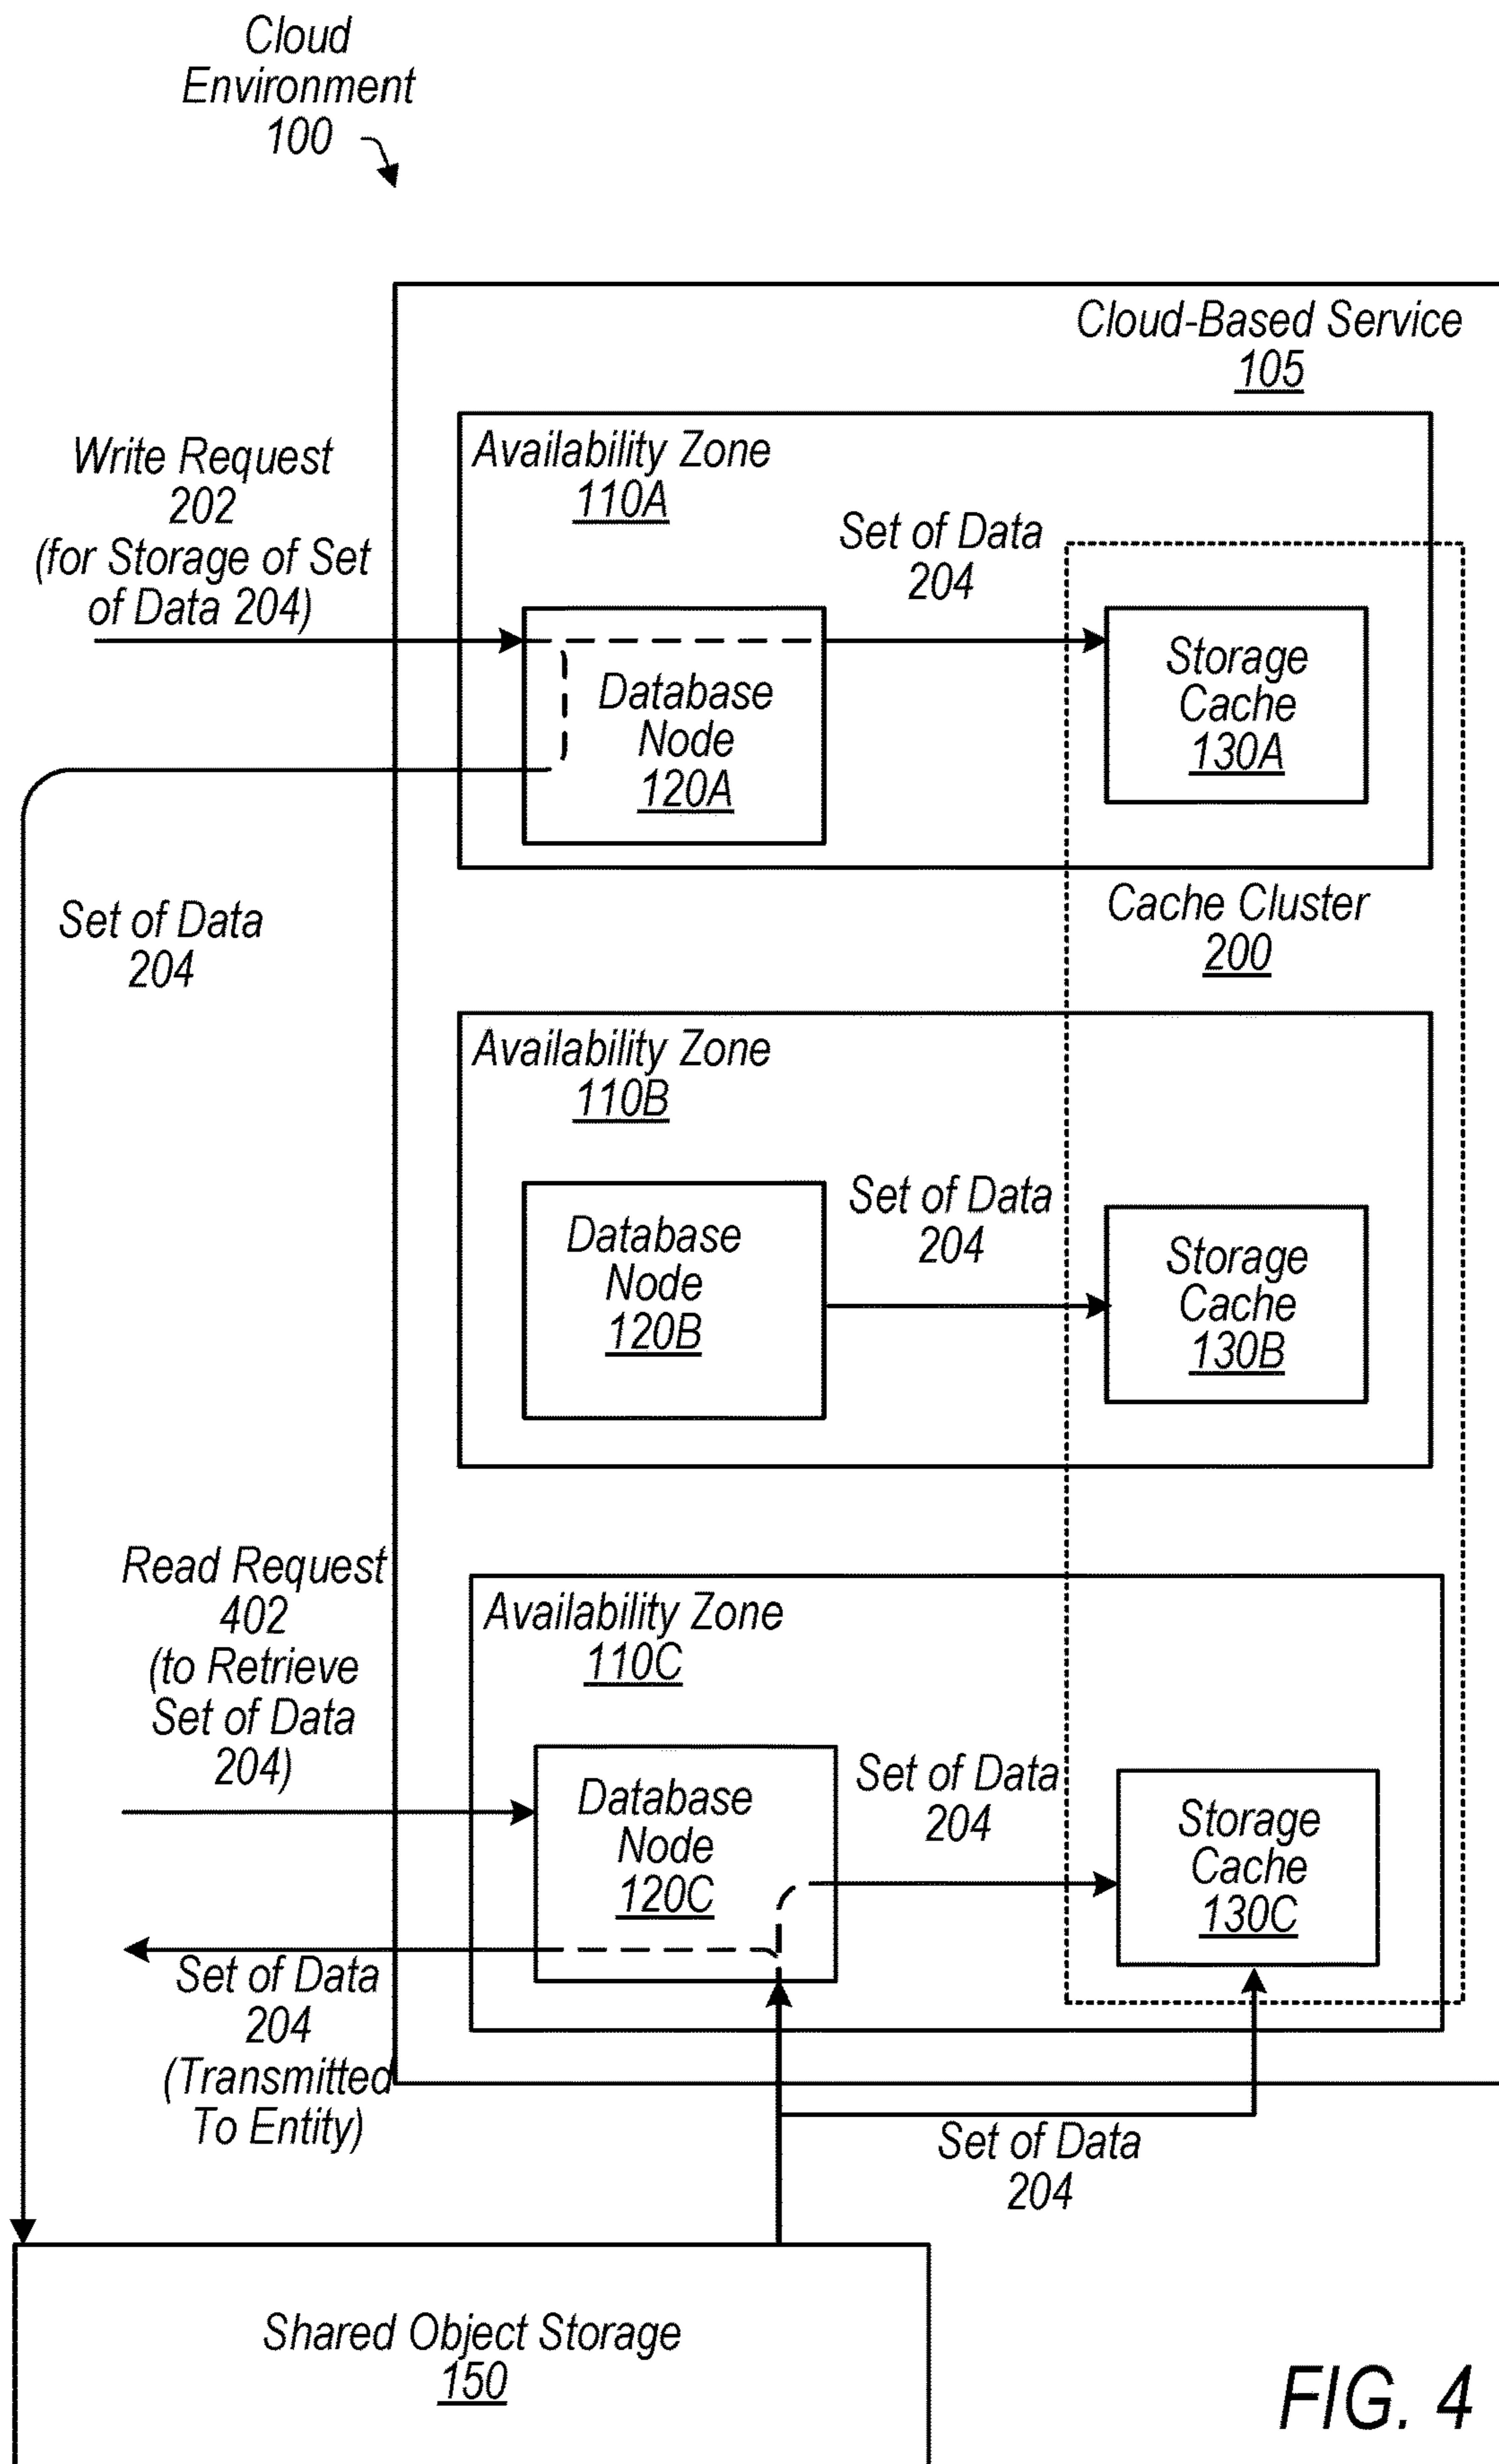 Cloud
Environment
100
Cloud-Based Service
105
Write Request
202
(for Storage of Set
of Data 204)
Availability Zone
110A
Set of Data
204
Database
Node
120A
Storage
Cache
130A
Set of Data
204
Cache Cluster
200
Availability Zone
110B
Database
Node
120B
Set of Data
204
Storage
Cache
130B
Read Request
402
(to Retrieve
Set of Data
204)
Availability Zone
110C
Database
Node
120C
Set of Data
204
Storage
Cache
130C
Set of Data
204
(Transmitted
To Entity)
Set of Data
204
Shared Object Storage
150
FIG. 4